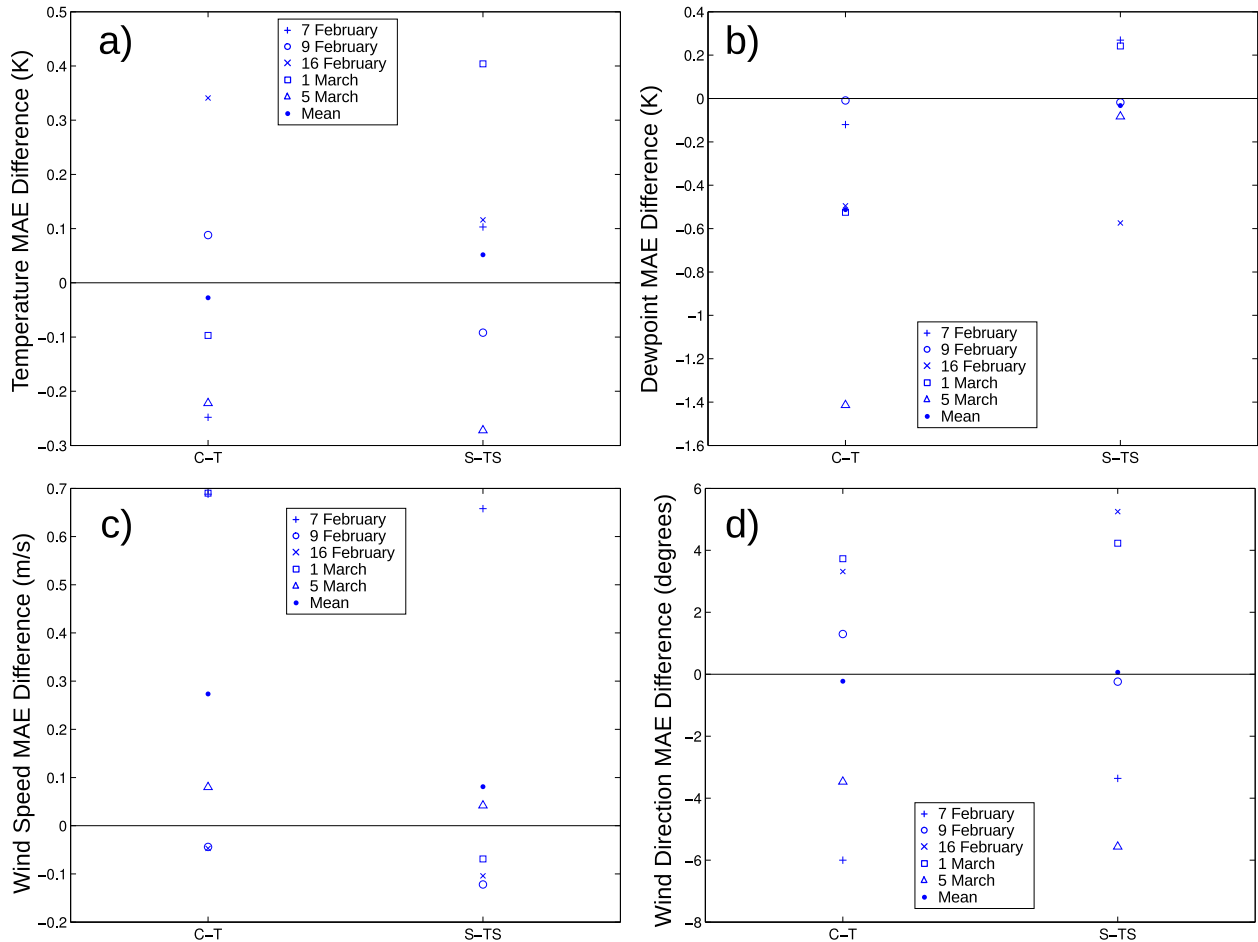 a)
Temperature MAE Difference (K)
0.5
0.4
0.3
0.2
0.1
0
−0.1
−0.2
−0.3
7 February
9 February
16 February
1 March
5 March
Mean
C−T
S−TS
b)
Dewpoint MAE Difference (K)
0.4
0.2
0
−0.2
−0.4
−0.6
−0.8
−1
−1.2
−1.4
−1.6
7 February
9 February
16 February
1 March
5 March
Mean
C−T
S−TS
c)
Wind Speed MAE Difference (m/s)
0.7
0.6
0.5
0.4
0.3
0.2
0.1
0
−0.1
−0.2
7 February
9 February
16 February
1 March
5 March
Mean
C−T
S−TS
d)
Wind Direction MAE Difference (degrees)
6
4
2
0
−2
−4
−6
−8
7 February
9 February
16 February
1 March
5 March
Mean
C−T
S−TS